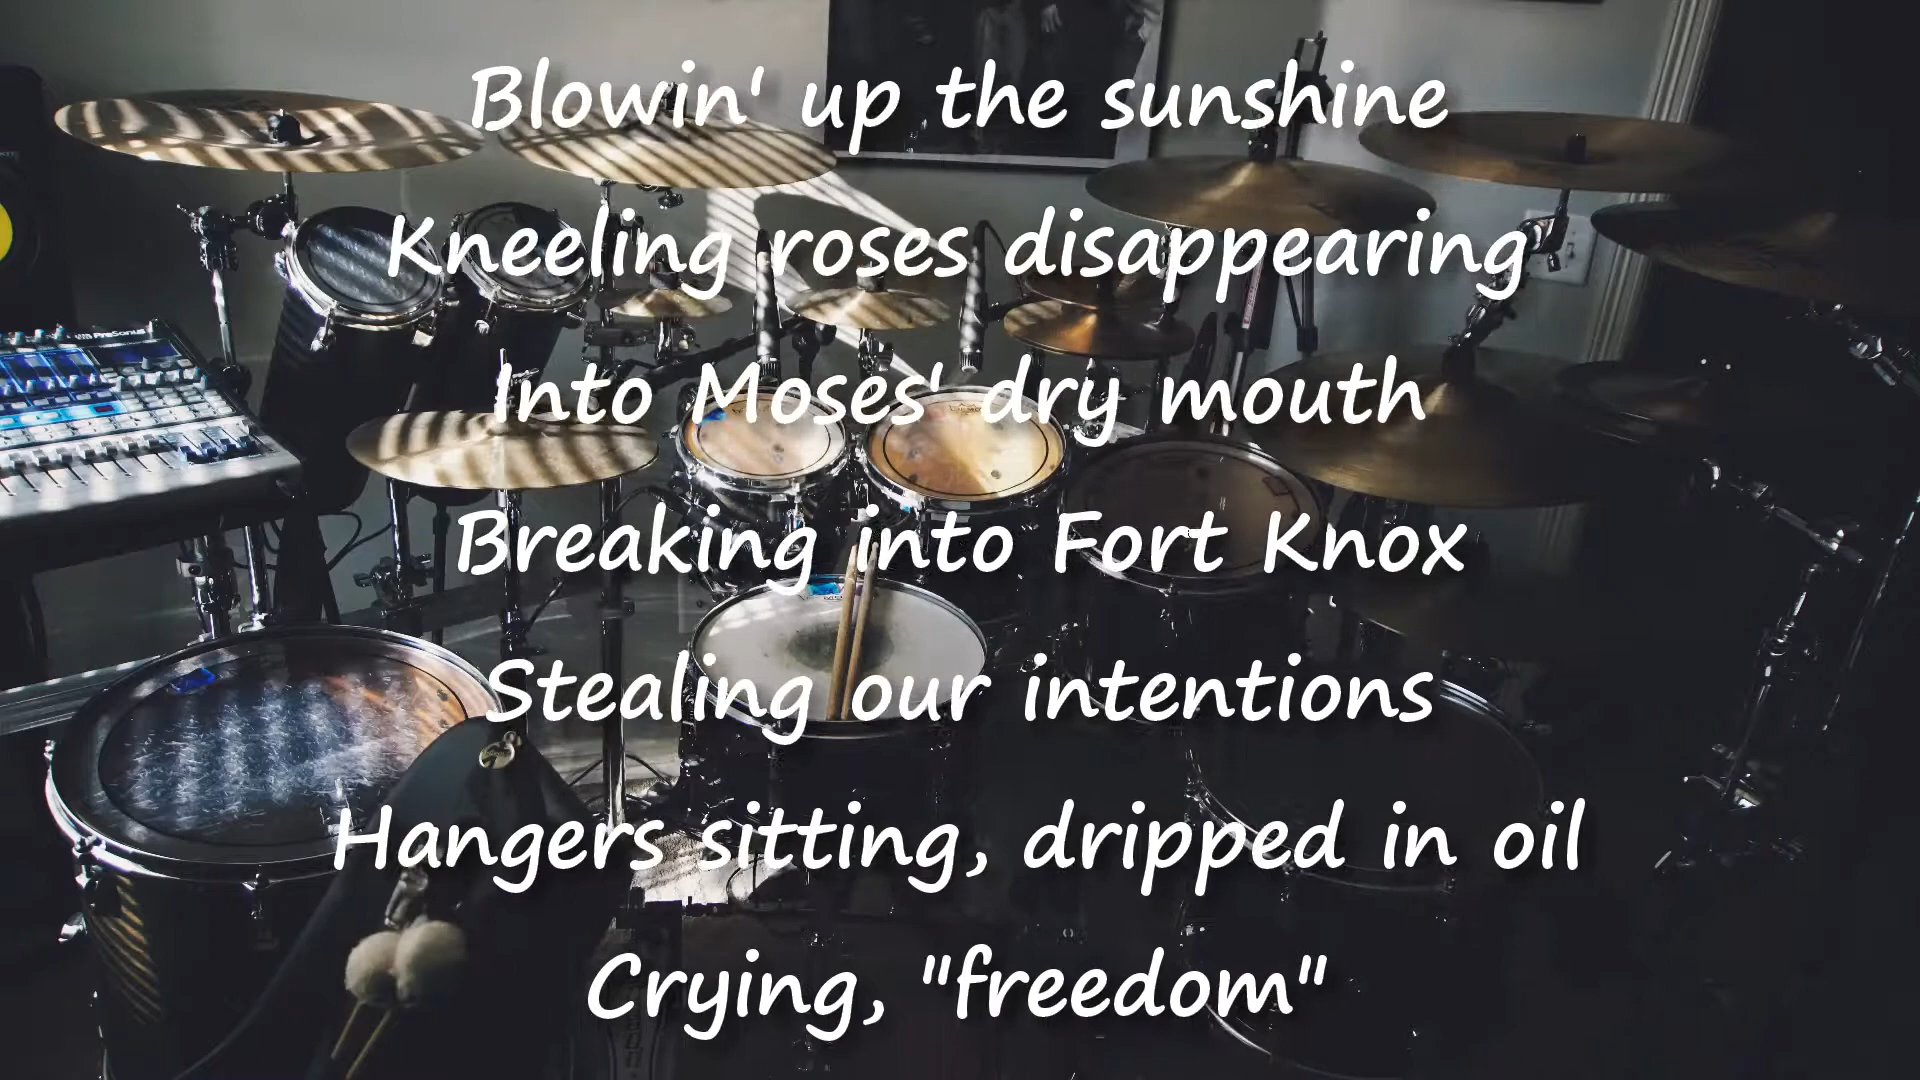 Blowin' up the sunshine
Kneeling roses disappearing
Into Moses' dry mouth
Breaking into Fort Knox
Stealing our intentions
Hangers sitting, dripped in oil
Crying, "freedom"
PreSonus